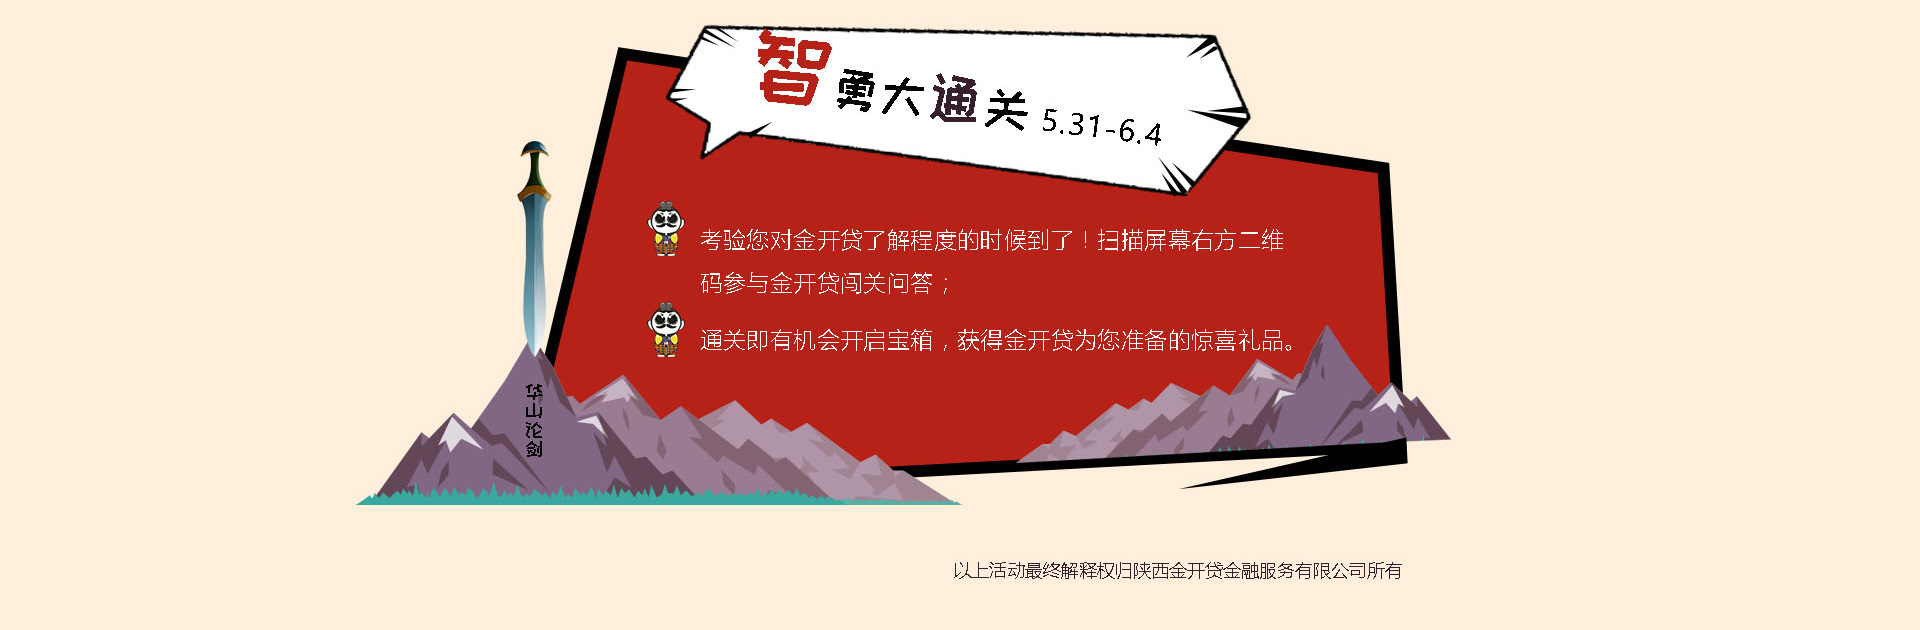 智勇大通关 5.31-6.4
考验您对金开贷了解程度的时候到了！扫描屏幕右方二维
码参与金开贷闯关问答；
通关即有机会开启宝箱，获得金开贷为您准备的惊喜礼品。
华山沦剑
以上活动最终解释权归陕西金开贷金融服务有限公司所有